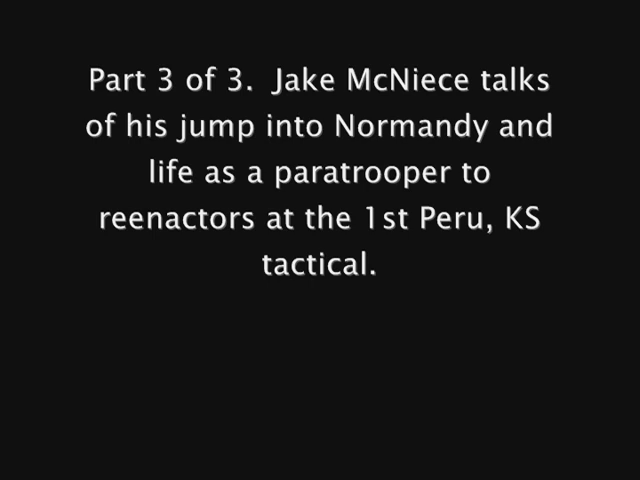 Part 3 of 3.  Jake McNiece talks
of his jump into Normandy and
life as a paratrooper to
reenactors at the 1st Peru, KS
tactical.